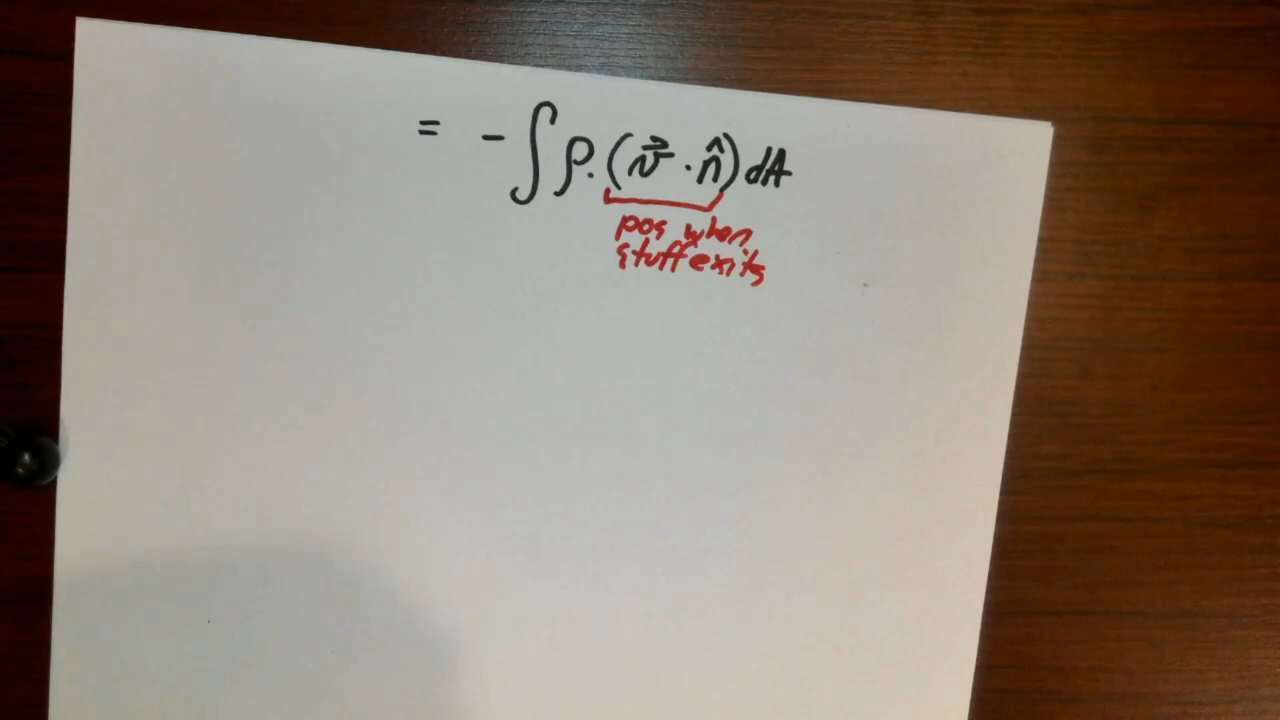 = - ∫ ρ · (v⃗ · n̂) dA
pos when
stuff exits